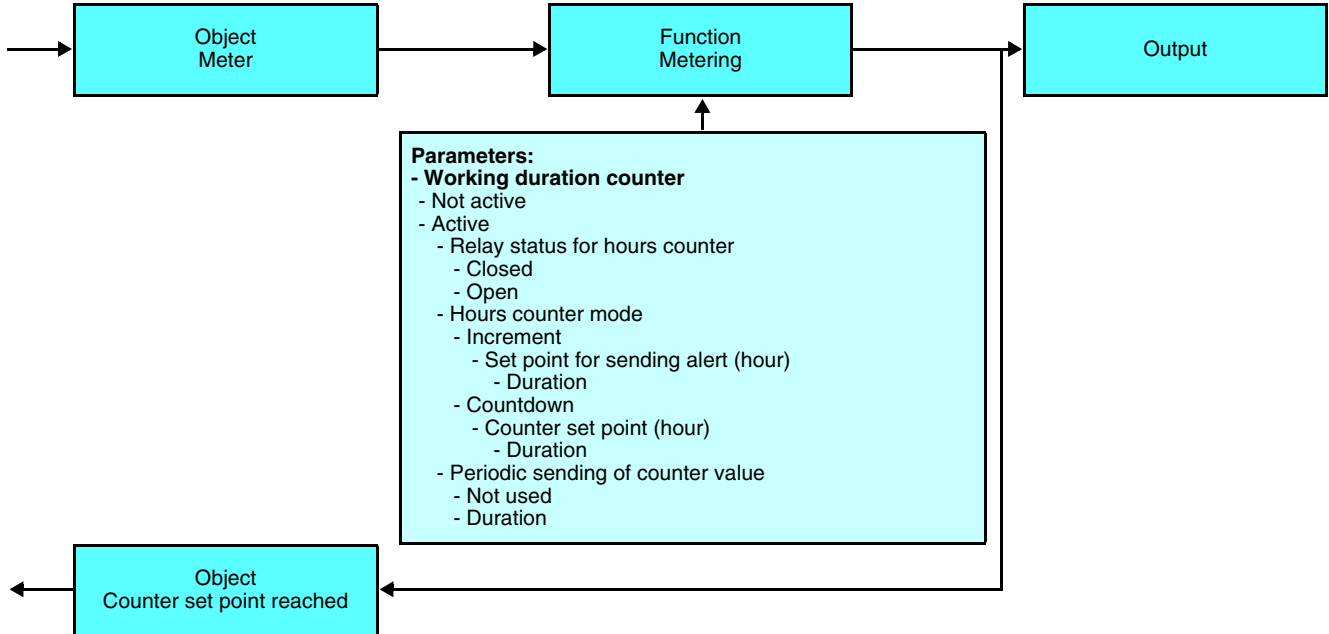 Object
Meter
Function
Metering
Output
Parameters:
- Working duration counter
- Not active
- Active
- Relay status for hours counter
- Closed
- Open
- Hours counter mode
- Increment
- Set point for sending alert (hour)
- Duration
- Countdown
- Counter set point (hour)
- Duration
- Periodic sending of counter value
- Not used
- Duration
Object
Counter set point reached